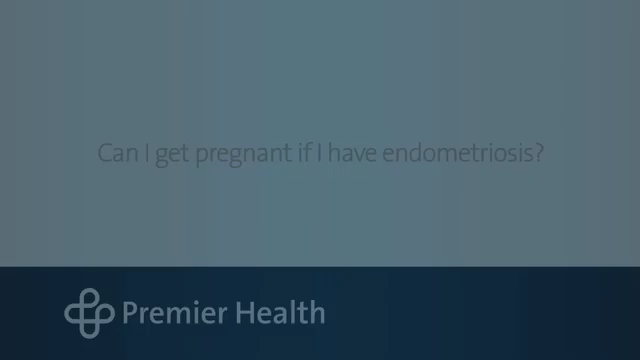 Can I get pregnant if I have endometriosis?
Premier Health